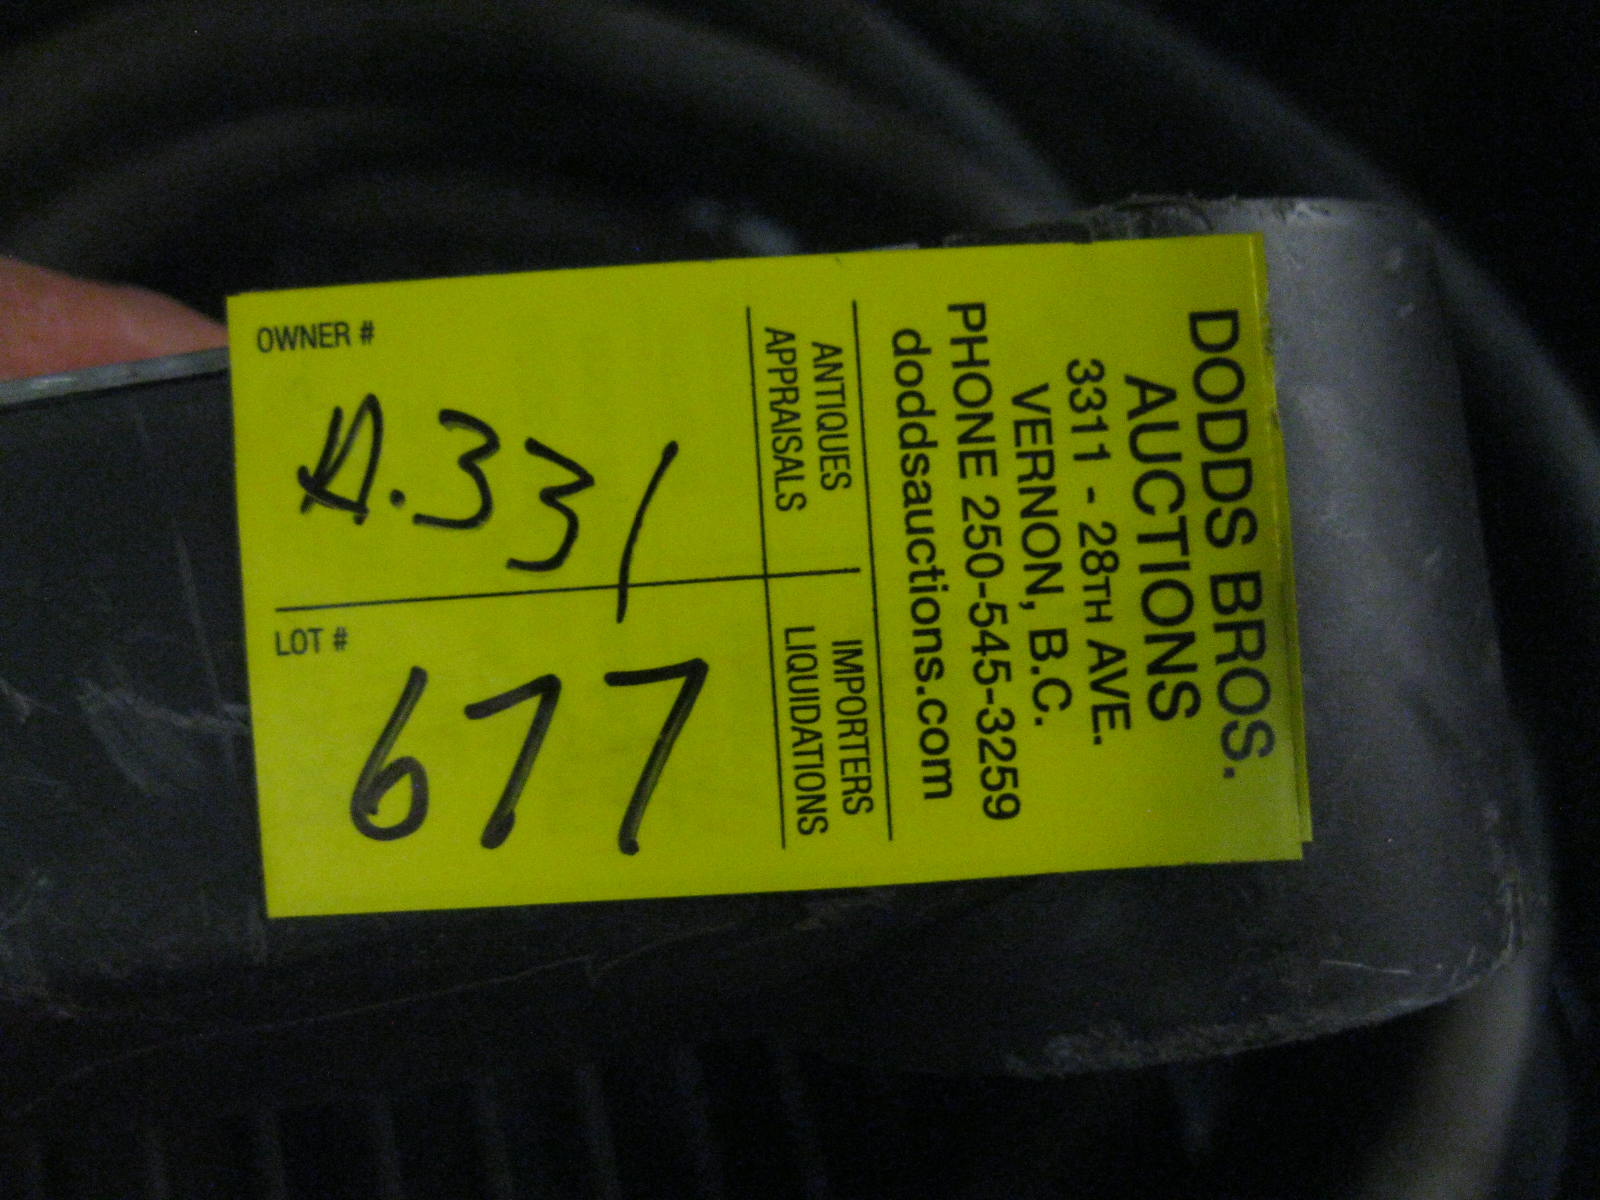 DODDS BROS.
AUCTIONS
3311 - 28TH AVE.
VERNON, B.C.
PHONE 250-545-3259
doddsauctions.com
ANTIQUES
APPRAISALS
IMPORTERS
LIQUIDATIONS
OWNER #
A.331
LOT #
677